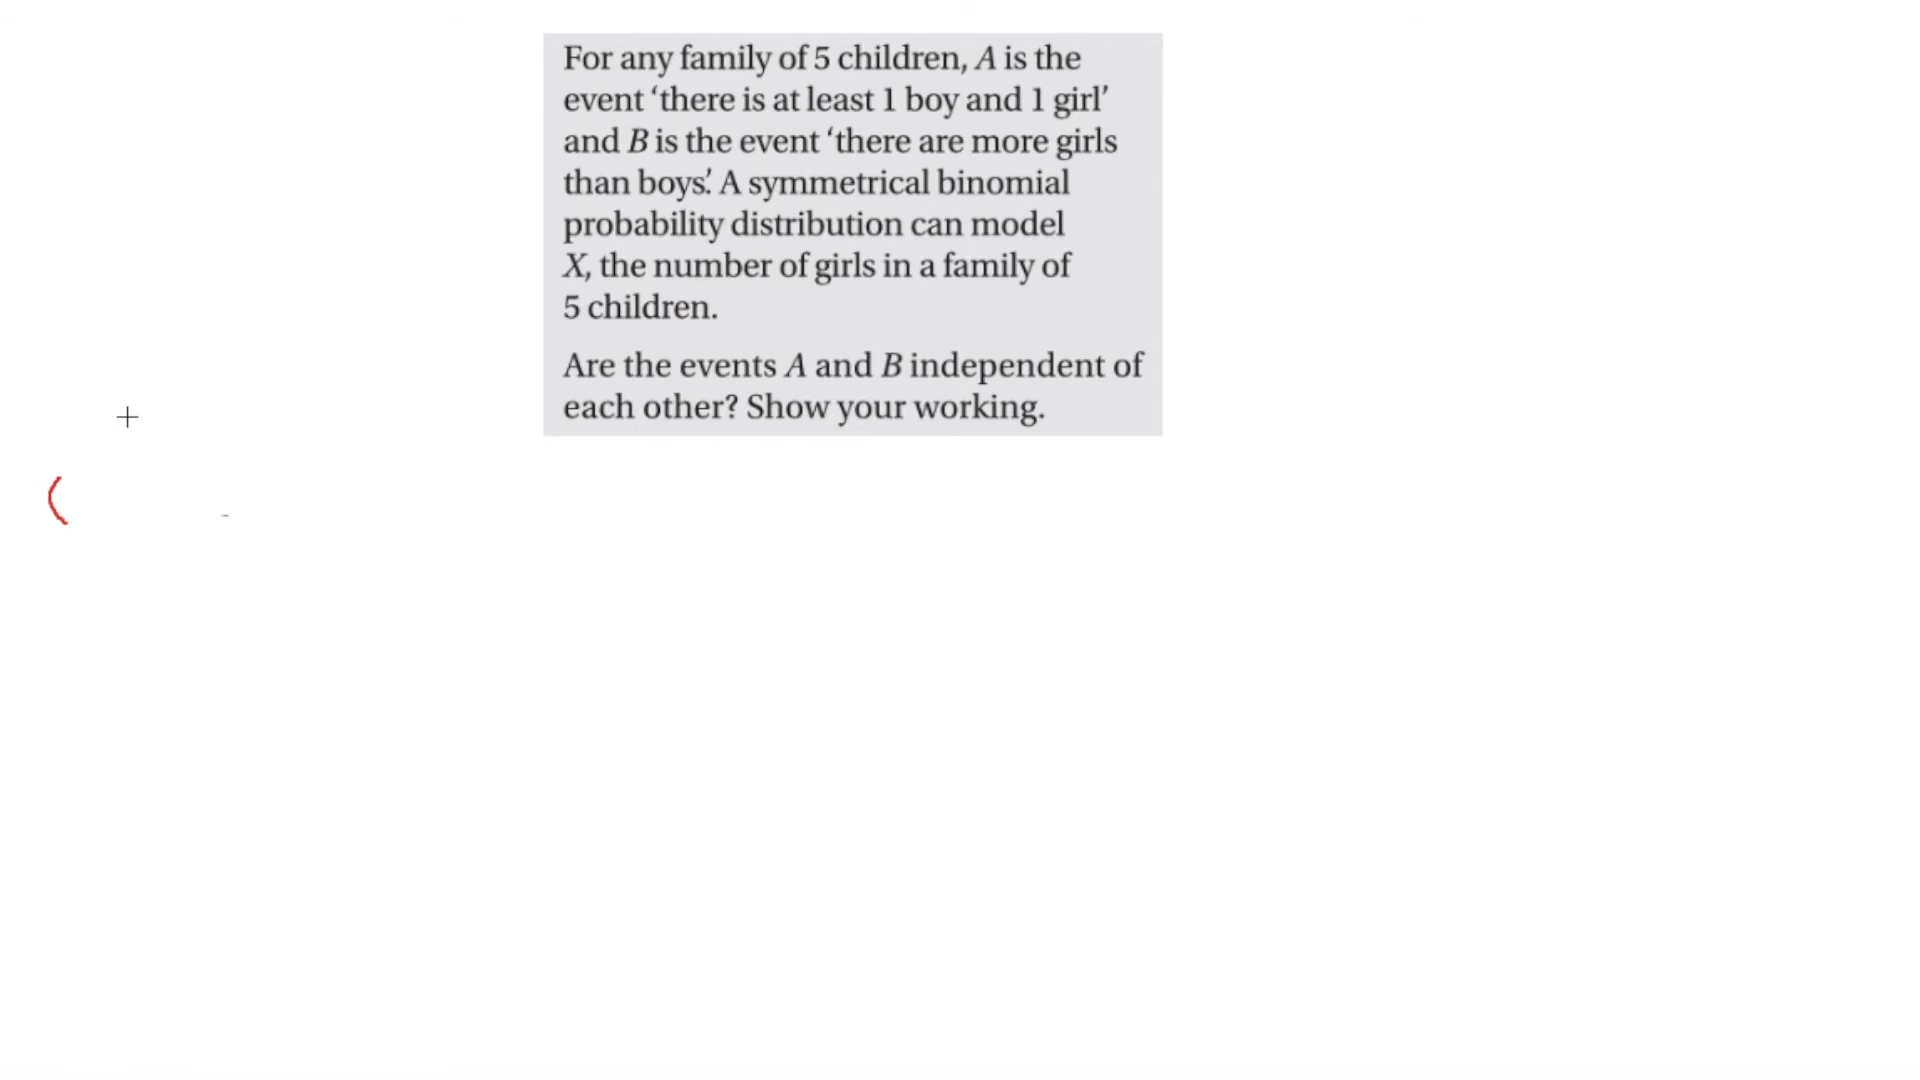 For any family of 5 children, A is the
event ‘there is at least 1 boy and 1 girl’
and B is the event ‘there are more girls
than boys’. A symmetrical binomial
probability distribution can model
X, the number of girls in a family of
5 children.
Are the events A and B independent of
each other? Show your working.
(